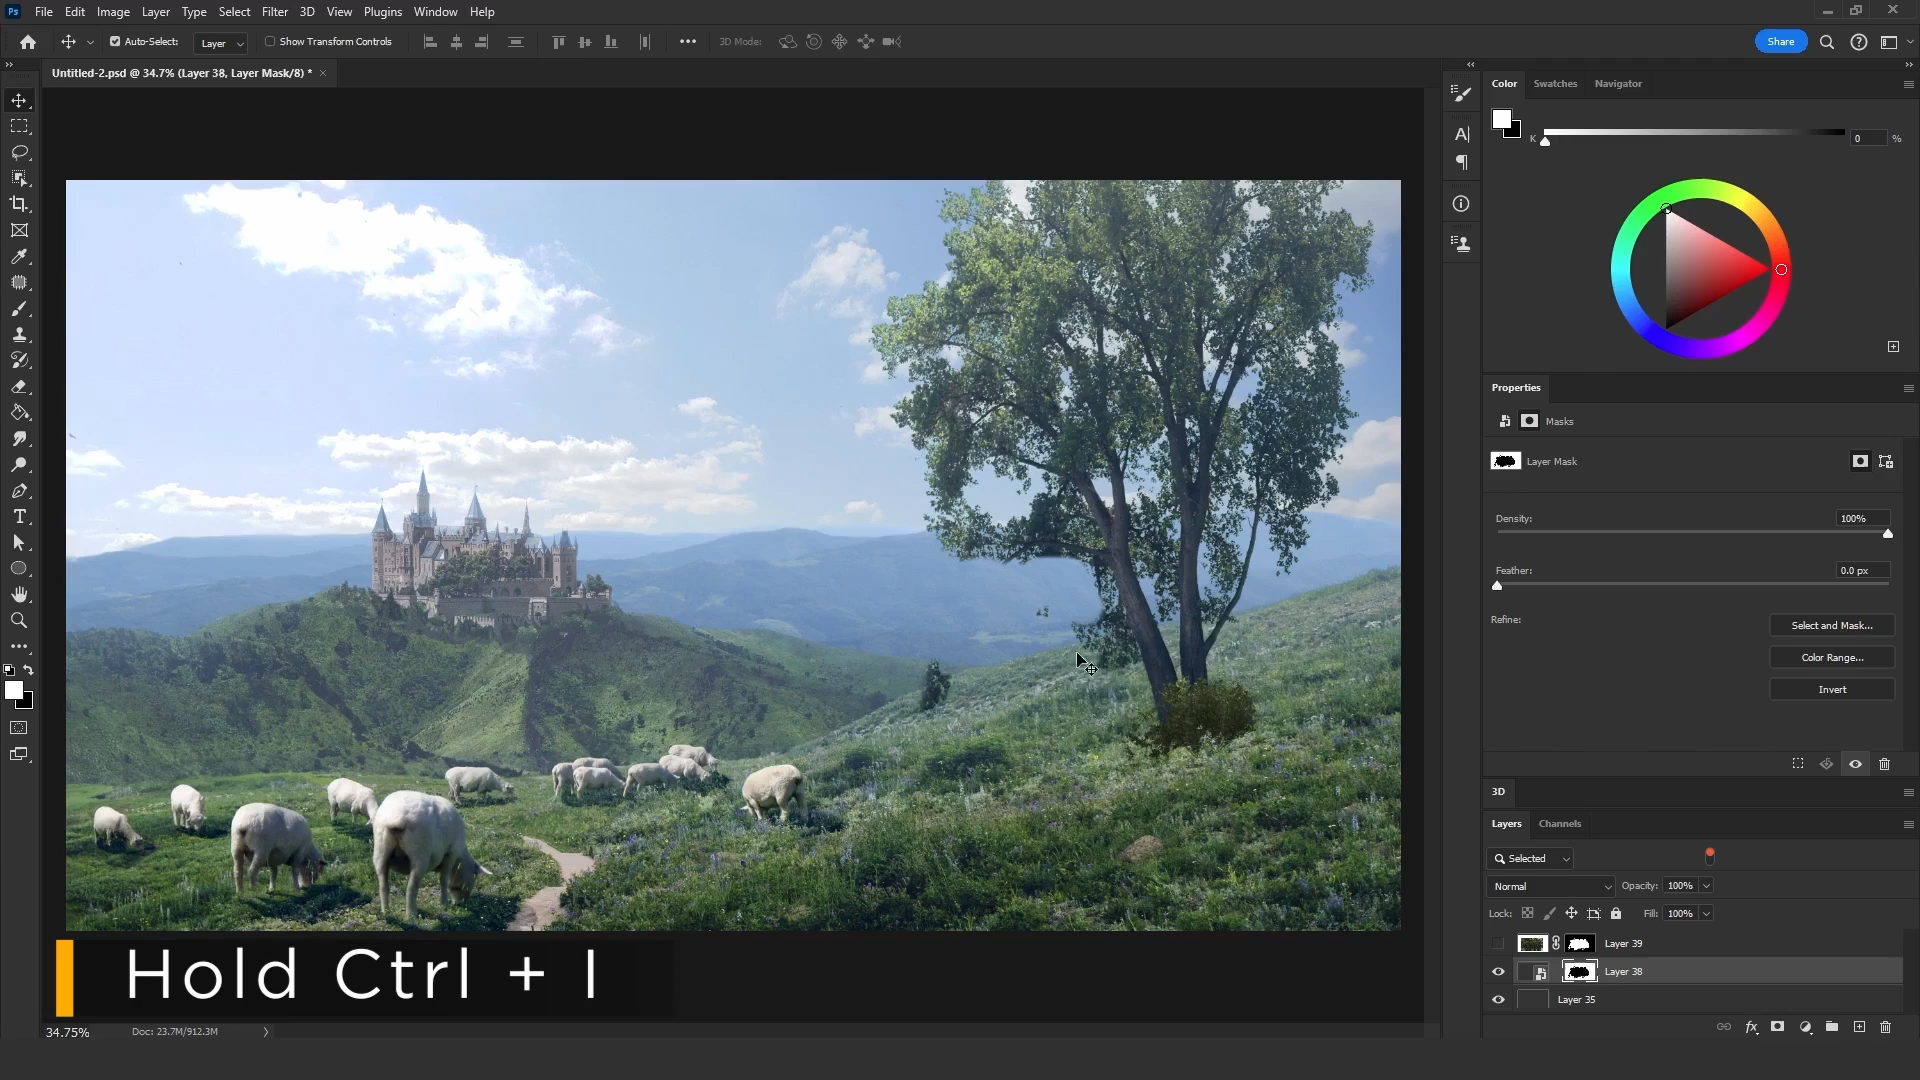 Ps File Edit Image Layer Type Select Filter 3D View Plugins Window Help
Auto-Select: Layer Show Transform Controls 3D Mode: Share
Untitled-2.psd @ 34.7% (Layer 38, Layer Mask/8) *
Color Swatches Navigator
K 0 %
Properties
Masks
Layer Mask
Density: 100%
Feather: 0.0 px
Refine: Select and Mask...
Color Range...
Invert
3D
Layers Channels
Selected
Normal Opacity: 100%
Lock: Fill: 100%
Layer 39
Layer 38
Layer 35
Hold Ctrl + I
34.75% Doc: 23.7M/912.3M